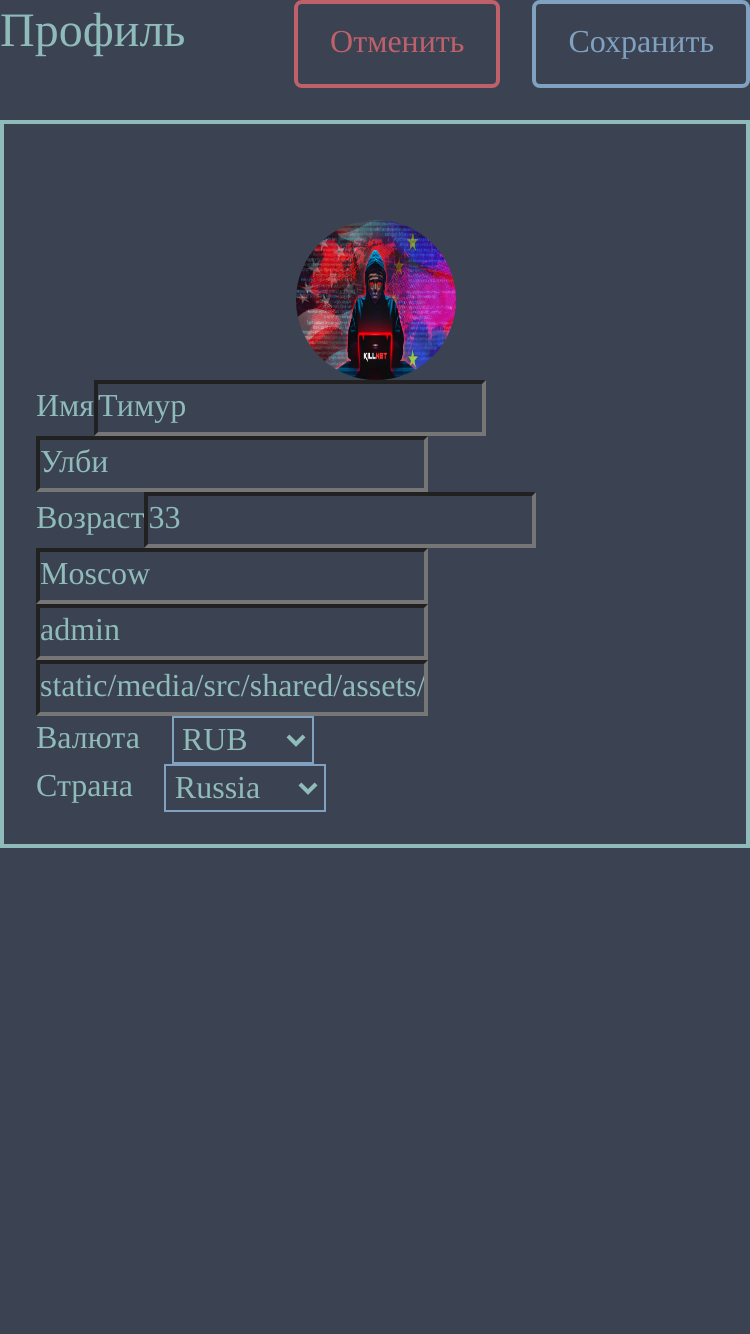 Профиль Отменить Сохранить
KILLNET
Имя Тимур
Улби
Возраст 33
Moscow
admin
static/media/src/shared/assets/
Валюта RUB
Страна Russia